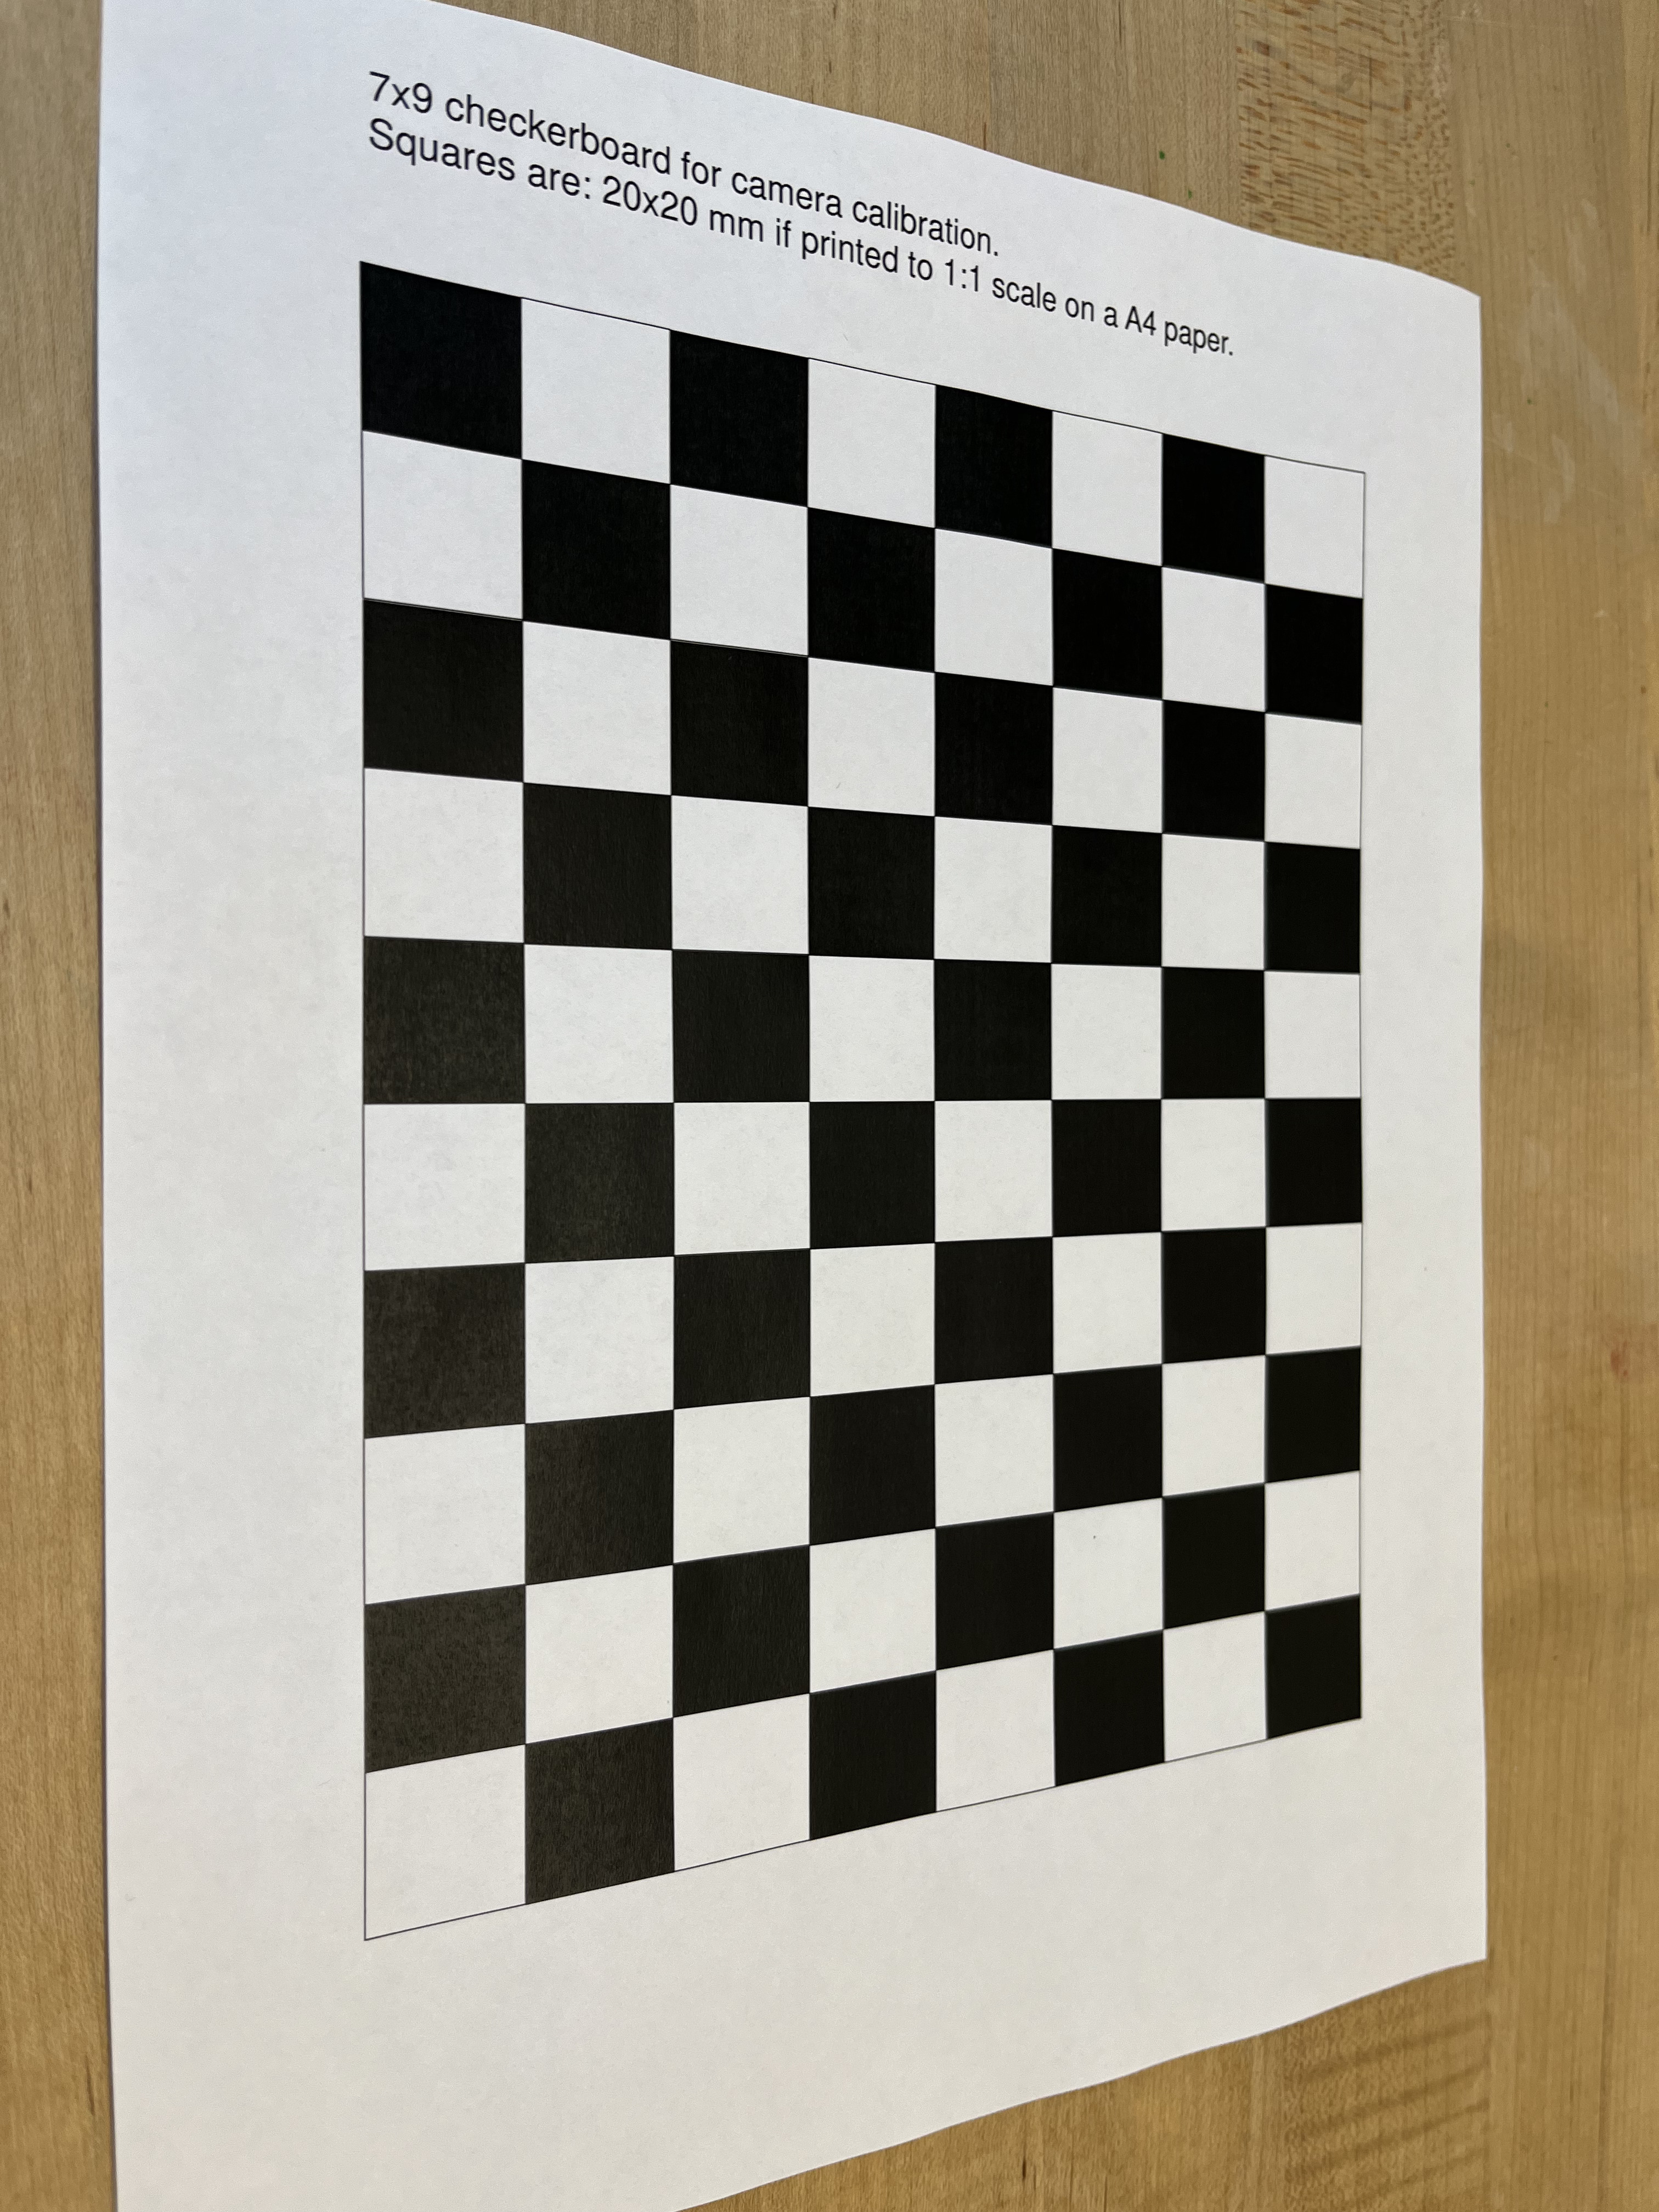 7x9 checkerboard for camera calibration.
Squares are: 20x20 mm if printed to 1:1 scale on a A4 paper.